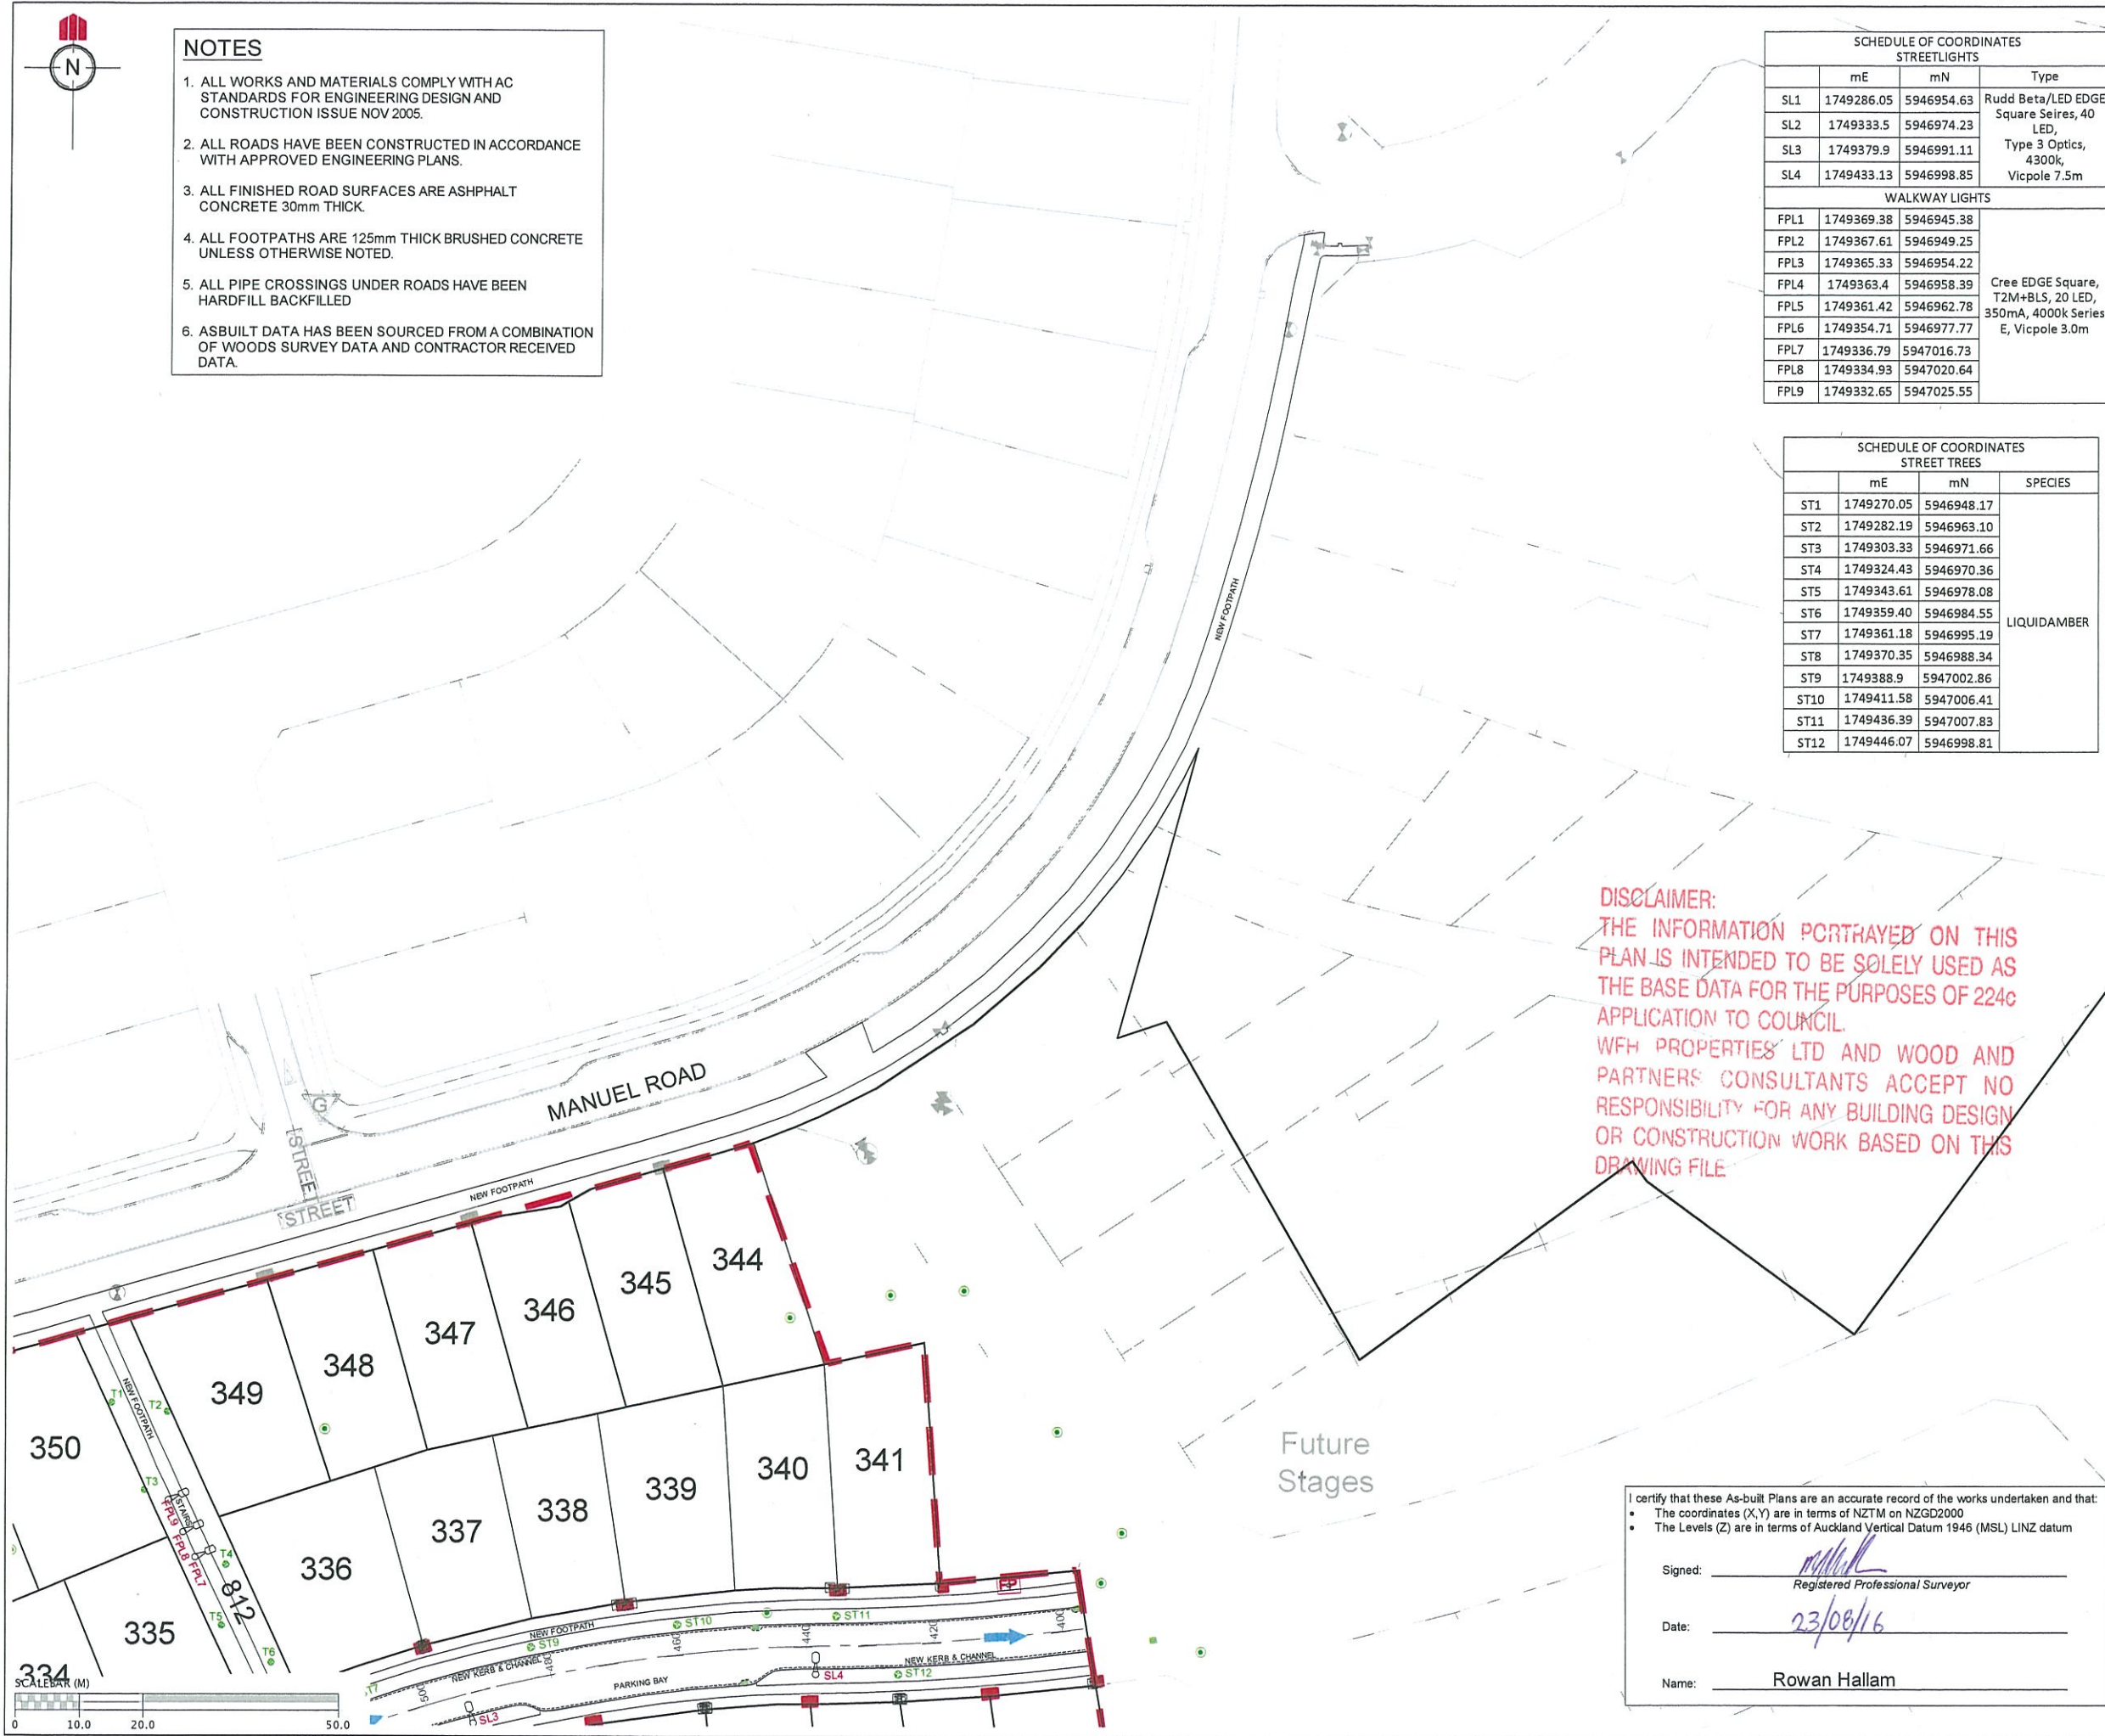 N
NOTES
1. ALL WORKS AND MATERIALS COMPLY WITH AC
STANDARDS FOR ENGINEERING DESIGN AND
CONSTRUCTION ISSUE NOV 2005.
2. ALL ROADS HAVE BEEN CONSTRUCTED IN ACCORDANCE
WITH APPROVED ENGINEERING PLANS.
3. ALL FINISHED ROAD SURFACES ARE ASHPHALT
CONCRETE 30mm THICK.
4. ALL FOOTPATHS ARE 125mm THICK BRUSHED CONCRETE
UNLESS OTHERWISE NOTED.
5. ALL PIPE CROSSINGS UNDER ROADS HAVE BEEN
HARDFILL BACKFILLED
6. ASBUILT DATA HAS BEEN SOURCED FROM A COMBINATION
OF WOODS SURVEY DATA AND CONTRACTOR RECEIVED
DATA.
SCHEDULE OF COORDINATES
STREETLIGHTS
mE mN Type
SL1 1749286.05 5946954.63
SL2 1749333.5 5946974.23
SL3 1749379.9 5946991.11
SL4 1749433.13 5946998.85
Rudd Beta/LED EDGE
Square Seires, 40
LED,
Type 3 Optics,
4300k,
Vicpole 7.5m
WALKWAY LIGHTS
FPL1 1749369.38 5946945.38
FPL2 1749367.61 5946949.25
FPL3 1749365.33 5946954.22
FPL4 1749363.4 5946958.39
FPL5 1749361.42 5946962.78
FPL6 1749354.71 5946977.77
FPL7 1749336.79 5947016.73
FPL8 1749334.93 5947020.64
FPL9 1749332.65 5947025.55
Cree EDGE Square,
T2M+BLS, 20 LED,
350mA, 4000k Series
E, Vicpole 3.0m
SCHEDULE OF COORDINATES
STREET TREES
mE mN SPECIES
ST1 1749270.05 5946948.17
ST2 1749282.19 5946963.10
ST3 1749303.33 5946971.66
ST4 1749324.43 5946970.36
ST5 1749343.61 5946978.08
ST6 1749359.40 5946984.55
ST7 1749361.18 5946995.19
ST8 1749370.35 5946988.34
ST9 1749388.9 5947002.86
ST10 1749411.58 5947006.41
ST11 1749436.39 5947007.83
ST12 1749446.07 5946998.81
LIQUIDAMBER
NEW FOOTPATH
DISCLAIMER:
THE INFORMATION PORTRAYED ON THIS
PLAN IS INTENDED TO BE SOLELY USED AS
THE BASE DATA FOR THE PURPOSES OF 224c
APPLICATION TO COUNCIL.
WFH PROPERTIES LTD AND WOOD AND
PARTNERS CONSULTANTS ACCEPT NO
RESPONSIBILITY FOR ANY BUILDING DESIGN
OR CONSTRUCTION WORK BASED ON THIS
DRAWING FILE
MANUEL ROAD
G
STREET
STREET
NEW FOOTPATH
344
345
346
347
348
349
350
T1
T2
NEW FOOTPATH
T3
STAIRS
FPL9
FPL8
FPL7
T4
812
T5
T6
341
340
339
338
337
336
335
334
Future
Stages
NEW FOOTPATH
ST9
ST10
ST11
ST12
T7
NEW KERB & CHANNEL
NEW KERB & CHANNEL
PARKING BAY
500
480
460
440
420
400
SL3
SL4
SCALEBAR (M)
0 10.0 20.0 50.0
I certify that these As-built Plans are an accurate record of the works undertaken and that:
• The coordinates (X,Y) are in terms of NZTM on NZGD2000
• The Levels (Z) are in terms of Auckland Vertical Datum 1946 (MSL) LINZ datum
Signed:
Registered Professional Surveyor
Date: 23/08/16
Name: Rowan Hallam